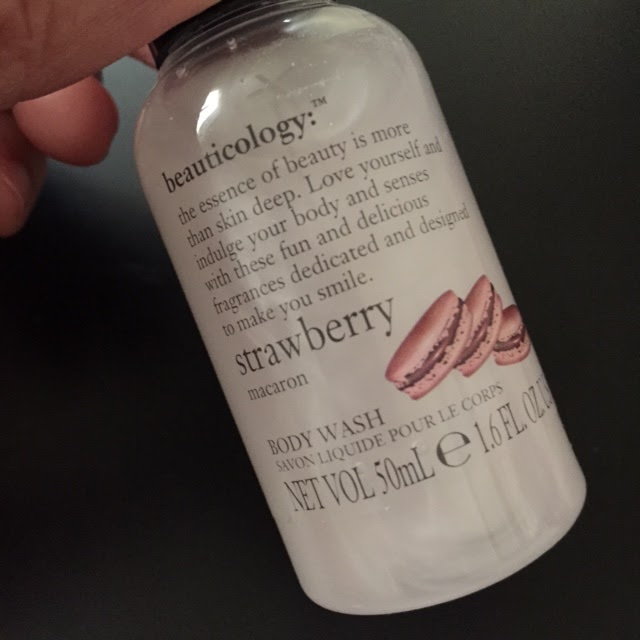 beauticology:™
the essence of beauty is more
than skin deep. Love yourself and
indulge your body and senses
with these fun and delicious
fragrances dedicated and designed
to make you smile.
strawberry
macaron
BODY WASH
SAVON LIQUIDE POUR LE CORPS
NET VOL 50mL ℮ 1.6 FL. OZ.